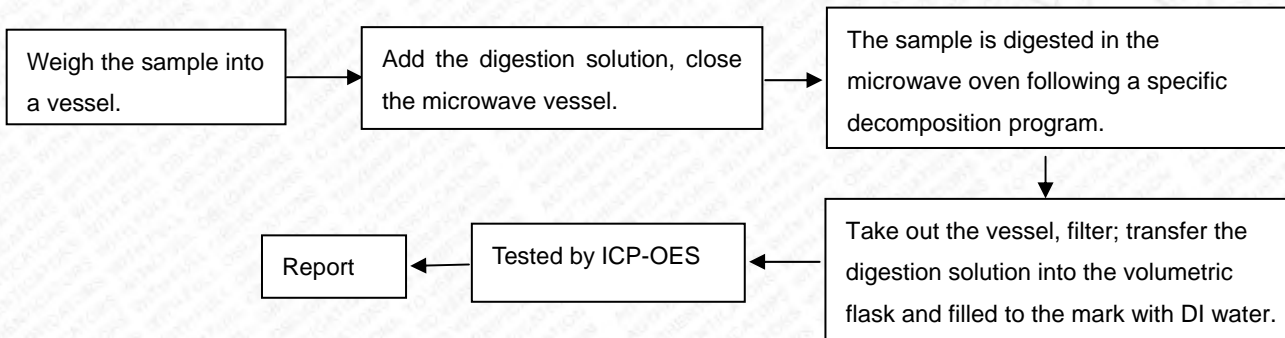 Weigh the sample into
a vessel.
Add the digestion solution, close
the microwave vessel.
The sample is digested in the
microwave oven following a specific
decomposition program.
Take out the vessel, filter; transfer the
digestion solution into the volumetric
flask and filled to the mark with DI water.
Tested by ICP-OES
Report